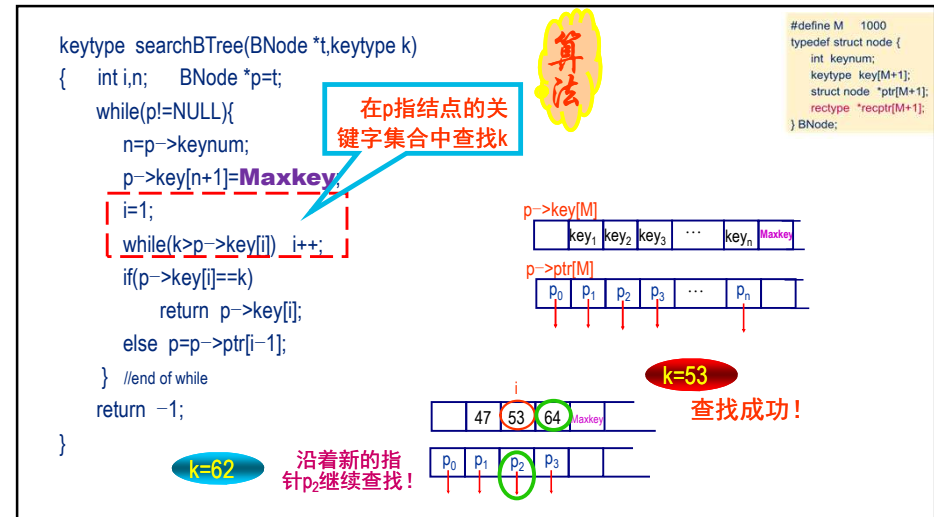 keytype searchBTree(BNode *t,keytype k)
{ int i,n; BNode *p=t;
while(p!=NULL){
n=p->keynum;
p->key[n+1]=Maxkey;
i=1;
while(k>p->key[i]) i++;
if(p->key[i]==k)
return p->key[i];
else p=p->ptr[i-1];
} //end of while
return -1;
}
在p指结点的关
键字集合中查找k
算
法
#define M 1000
typedef struct node {
int keynum;
keytype key[M+1];
struct node *ptr[M+1];
rectype *recptr[M+1];
} BNode;
p->key[M]
key1 key2 key3 … keyn Maxkey
p->ptr[M]
p0 p1 p2 p3 … pn
k=53
查找成功！
i
47 53 64 Maxkey
p0 p1 p2 p3
k=62
沿着新的指
针p2继续查找！